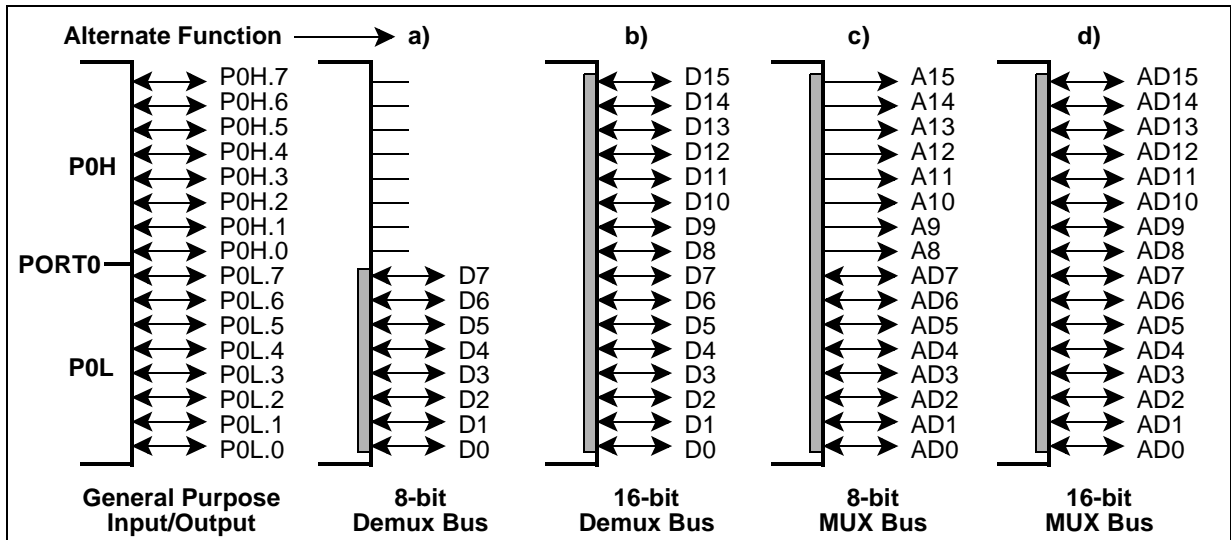 Alternate Function a) b) c) d)
P0H.7 D15 A15 AD15
P0H.6 D14 A14 AD14
P0H.5 D13 A13 AD13
P0H.4 D12 A12 AD12
P0H
P0H.3 D11 A11 AD11
P0H.2 D10 A10 AD10
P0H.1 D9 A9 AD9
P0H.0 D8 A8 AD8
PORT0
P0L.7 D7 D7 AD7 AD7
P0L.6 D6 D6 AD6 AD6
P0L.5 D5 D5 AD5 AD5
P0L.4 D4 D4 AD4 AD4
P0L
P0L.3 D3 D3 AD3 AD3
P0L.2 D2 D2 AD2 AD2
P0L.1 D1 D1 AD1 AD1
P0L.0 D0 D0 AD0 AD0
General Purpose 8-bit 16-bit 8-bit 16-bit
Input/Output Demux Bus Demux Bus MUX Bus MUX Bus